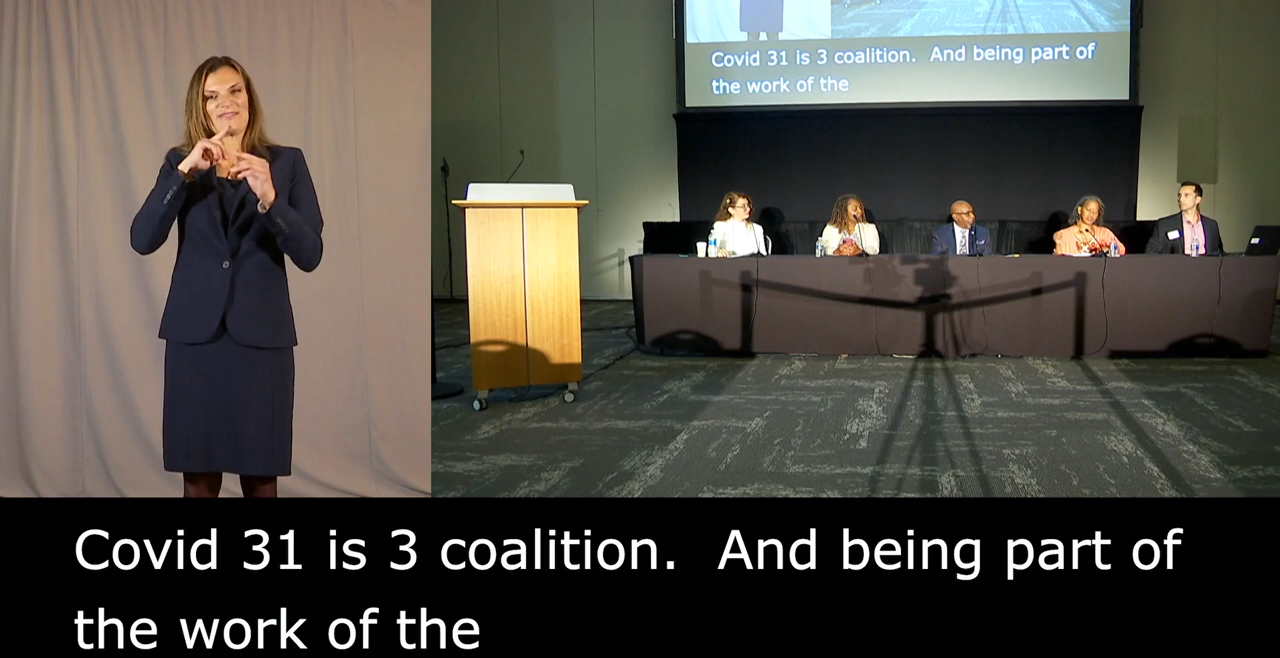 Covid 31 is 3 coalition.  And being part of
the work of the
Covid 31 is 3 coalition.  And being part of
the work of the